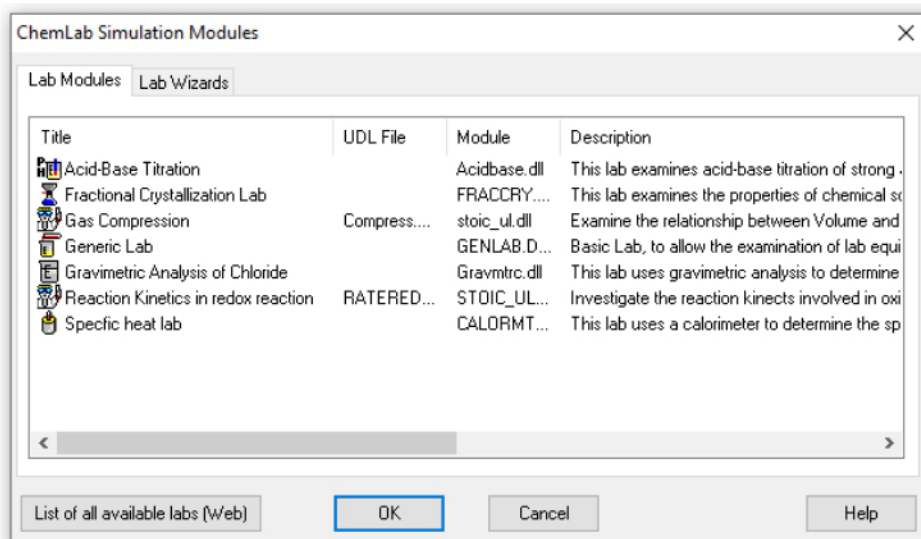 ChemLab Simulation Modules
Lab Modules Lab Wizards
Title UDL File Module Description
Acid-Base Titration Acidbase.dll This lab examines acid-base titration of strong
Fractional Crystallization Lab FRACCRY.... This lab examines the properties of chemical
Gas Compression Compress.... stoic_ul.dll Examine the relationship between Volume and
Generic Lab GENLAB.D... Basic Lab, to allow the examination of lab equi
Gravimetric Analysis of Chloride Gravmtrc.dll This lab uses gravimetric analysis to determine
Reaction Kinetics in redox reaction RATERED... STOIC_UL... Investigate the reaction kinects involved in oxi
Specfic heat lab CALORMT... This lab uses a calorimeter to determine the sp
List of all available labs (Web) OK Cancel Help